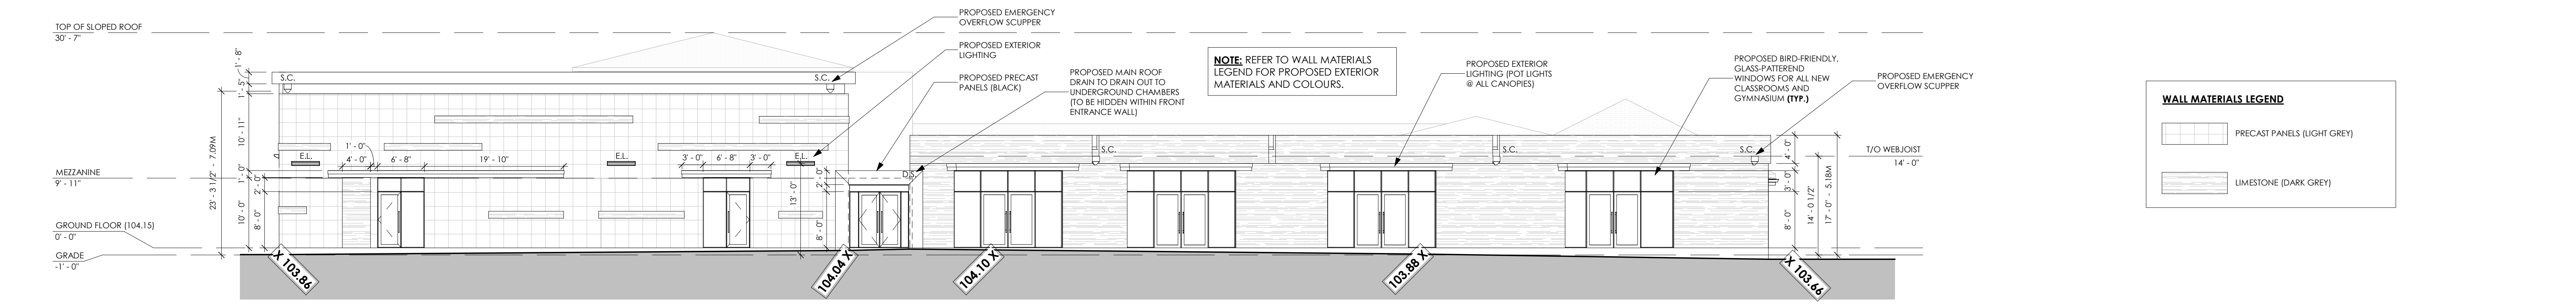 TOP OF SLOPED ROOF
30' - 7"
MEZZANINE
9' - 11"
GROUND FLOOR (104.15)
0' - 0"
GRADE
-1' - 0"
23' - 3 1/2" - 7.09M
1' - 8"
1' - 5"
10' - 11"
1' - 0"
10' - 0"
2' - 0"
8' - 0"
S.C.
S.C.
E.L.
E.L.
E.L.
1' - 0"
4' - 0"
6' - 8"
19' - 10"
3' - 0"
6' - 8"
3' - 0"
13' - 0"
2' - 0"
8' - 0"
D.S.
PROPOSED EMERGENCY
OVERFLOW SCUPPER
PROPOSED EXTERIOR
LIGHTING
PROPOSED PRECAST
PANELS (BLACK)
PROPOSED MAIN ROOF
DRAIN TO DRAIN OUT TO
UNDERGROUND CHAMBERS
(TO BE HIDDEN WITHIN FRONT
ENTRANCE WALL)
NOTE: REFER TO WALL MATERIALS
LEGEND FOR PROPOSED EXTERIOR
MATERIALS AND COLOURS.
PROPOSED EXTERIOR
LIGHTING (POT LIGHTS
@ ALL CANOPIES)
PROPOSED BIRD-FRIENDLY,
GLASS-PATTEREND
WINDOWS FOR ALL NEW
CLASSROOMS AND
GYMNASIUM (TYP.)
PROPOSED EMERGENCY
OVERFLOW SCUPPER
S.C.
S.C.
S.C.
4' - 0"
3' - 0"
8' - 0"
14' - 0 1/2"
17' - 0" - 5.18M
T/O WEBJOIST
14' - 0"
X 103.86
104.04 X
104.10 X
103.88 X
X 103.66
WALL MATERIALS LEGEND
PRECAST PANELS (LIGHT GREY)
LIMESTONE (DARK GREY)